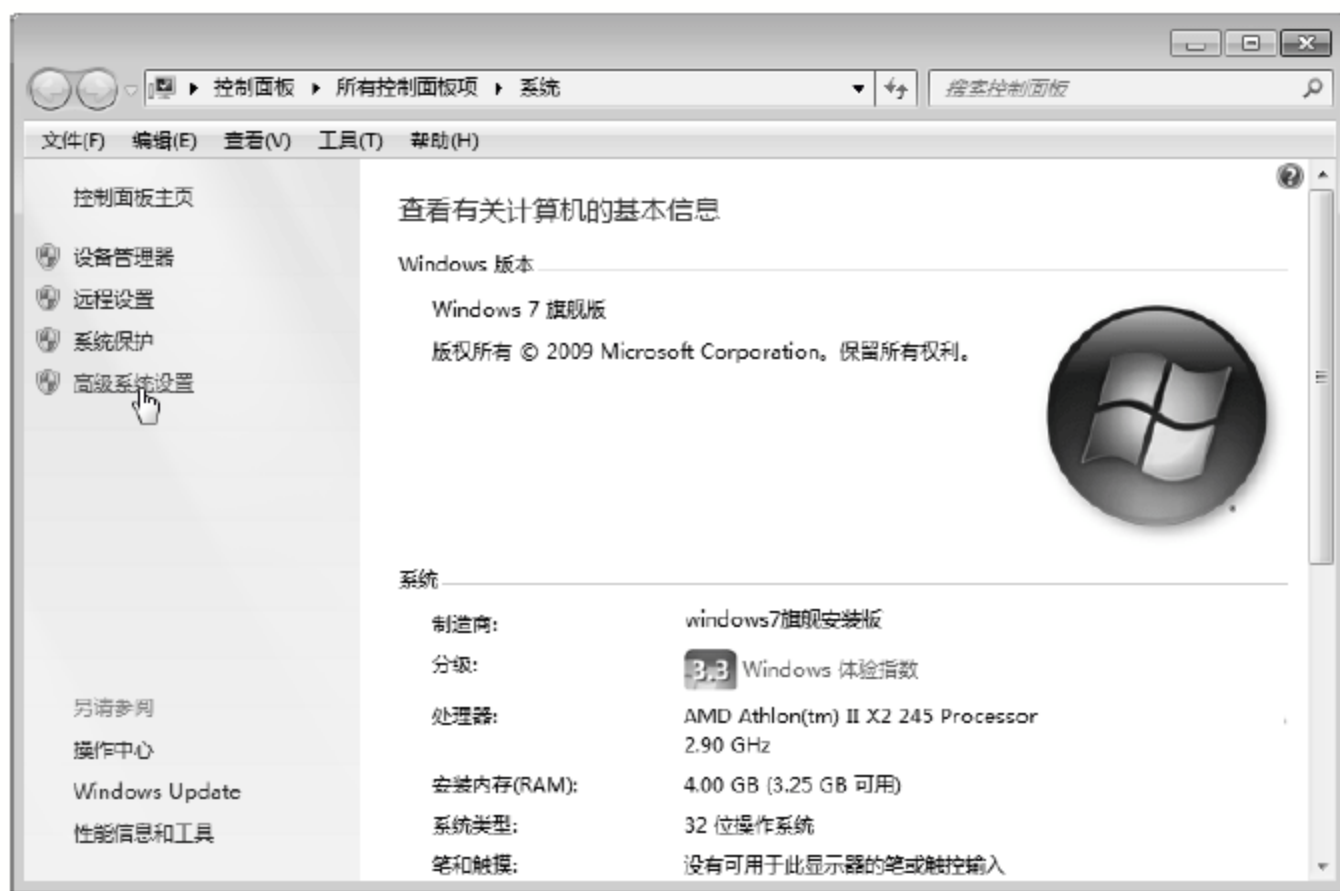 控制面板 ▸ 所有控制面板项 ▸ 系统
搜索控制面板
文件(F) 编辑(E) 查看(V) 工具(T) 帮助(H)
控制面板主页
设备管理器
远程设置
系统保护
高级系统设置
另请参阅
操作中心
Windows Update
性能信息和工具
查看有关计算机的基本信息
Windows 版本
Windows 7 旗舰版
版权所有 © 2009 Microsoft Corporation。保留所有权利。
系统
制造商: windows7旗舰安装版
分级: 3.3 Windows 体验指数
处理器: AMD Athlon(tm) II X2 245 Processor
2.90 GHz
安装内存(RAM): 4.00 GB (3.25 GB 可用)
系统类型: 32 位操作系统
笔和触摸: 没有可用于此显示器的笔或触控输入